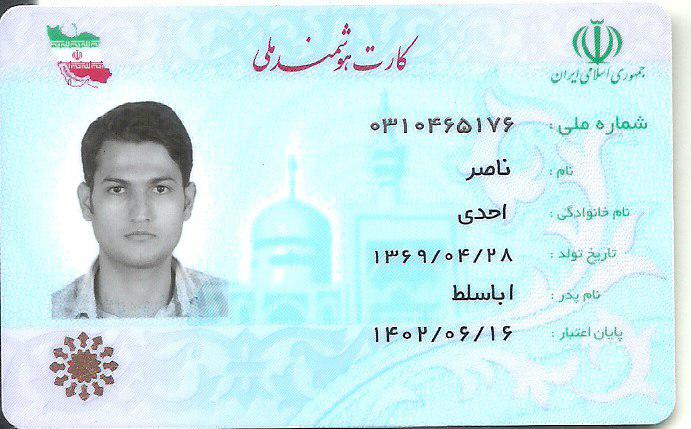 جمهوری اسلامی ایران
کارت هوشمند ملی
شماره ملی: ۰۳۱۰۴۶۵۱۷۶
نام: ناصر
نام خانوادگی: احدی
تاریخ تولد: ۱۳۶۹/۰۴/۲۸
نام پدر: اباسلط
پایان اعتبار: ۱۴۰۲/۰۶/۱۶